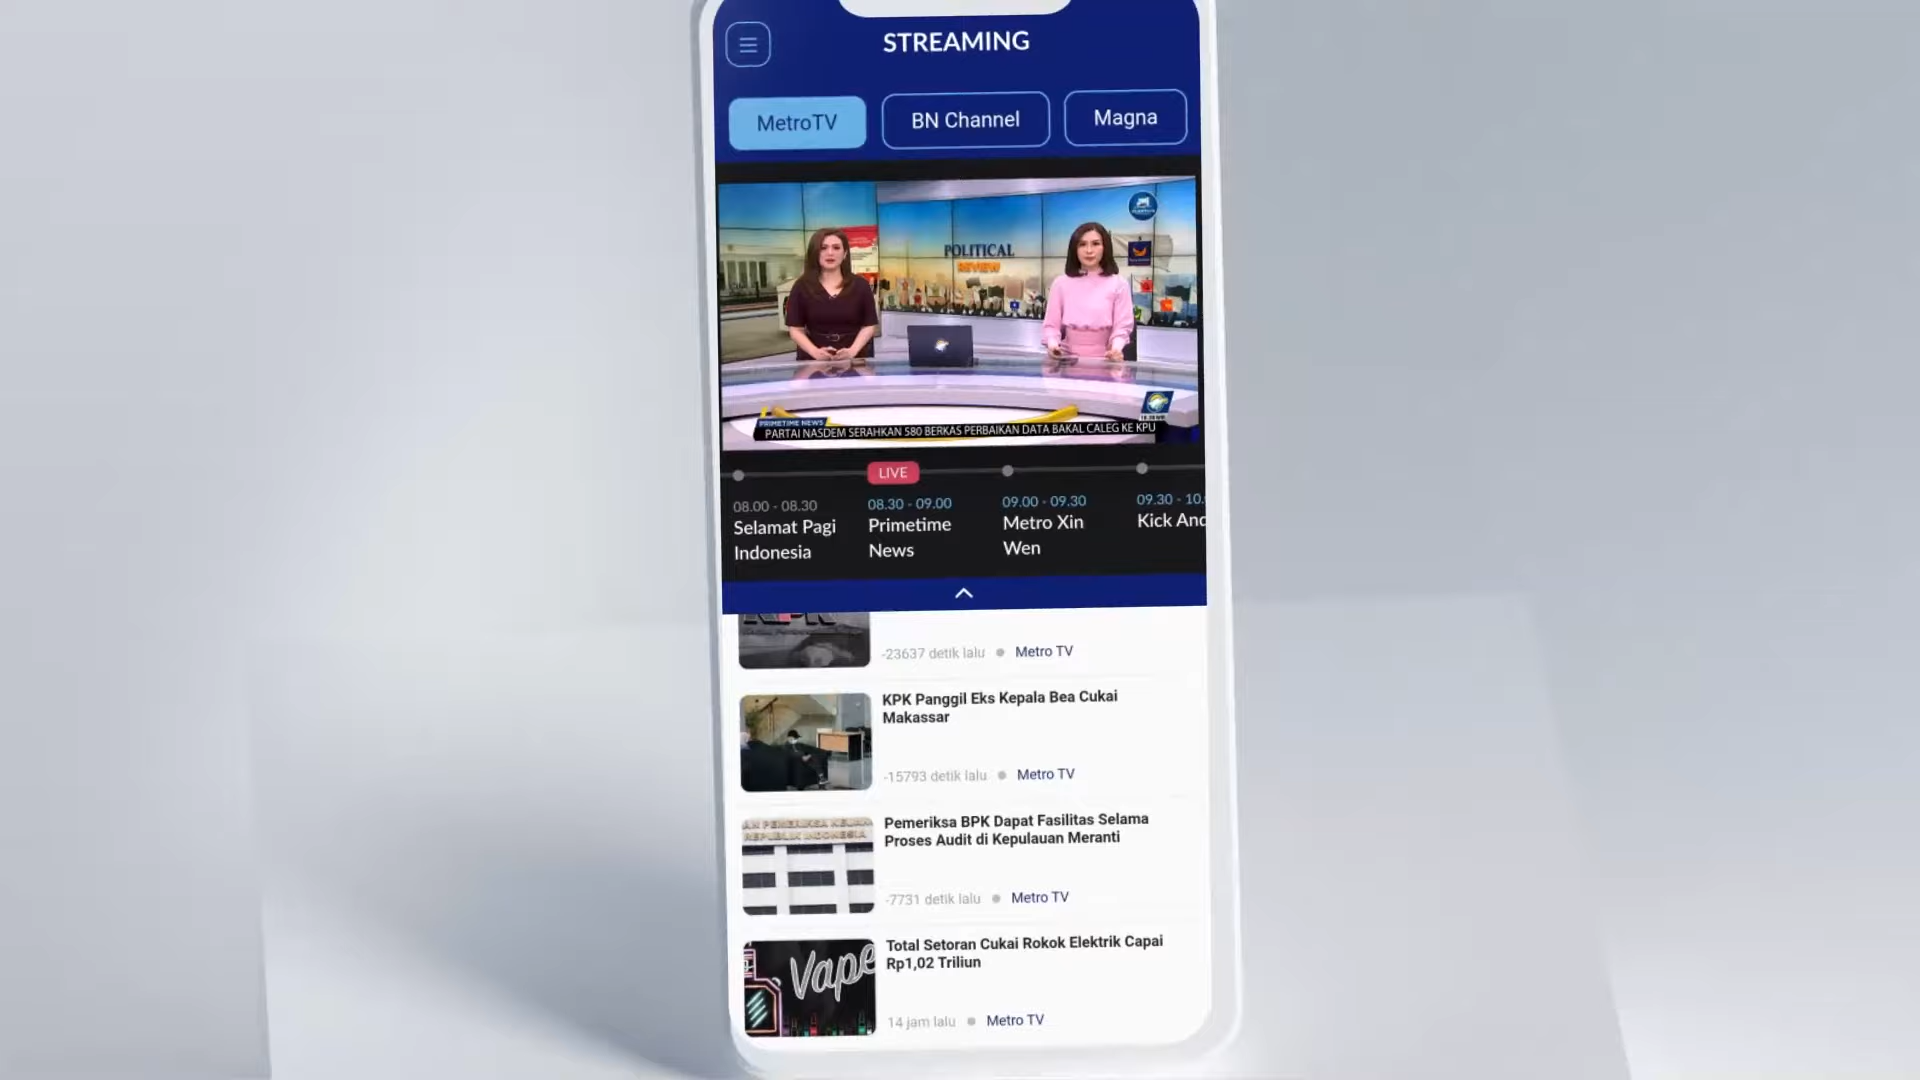 STREAMING
MetroTV
BN Channel
Magna
POLITICAL
REVIEW
PRIMETIME NEWS
PARTAI NASDEM SERAHKAN 580 BERKAS PERBAIKAN DATA BAKAL CALEG KE KPU
LIVE
08.00 - 08.30
08.30 - 09.00
09.00 - 09.30
09.30 - 10.
Selamat Pagi
Indonesia
Primetime
News
Metro Xin
Wen
Kick And
-23637 detik lalu
Metro TV
KPK Panggil Eks Kepala Bea Cukai
Makassar
-15793 detik lalu
Metro TV
REPUBLIK INDONESIA
Pemeriksa BPK Dapat Fasilitas Selama
Proses Audit di Kepulauan Meranti
-7731 detik lalu
Metro TV
Vape
Total Setoran Cukai Rokok Elektrik Capai
Rp1,02 Triliun
14 jam lalu
Metro TV